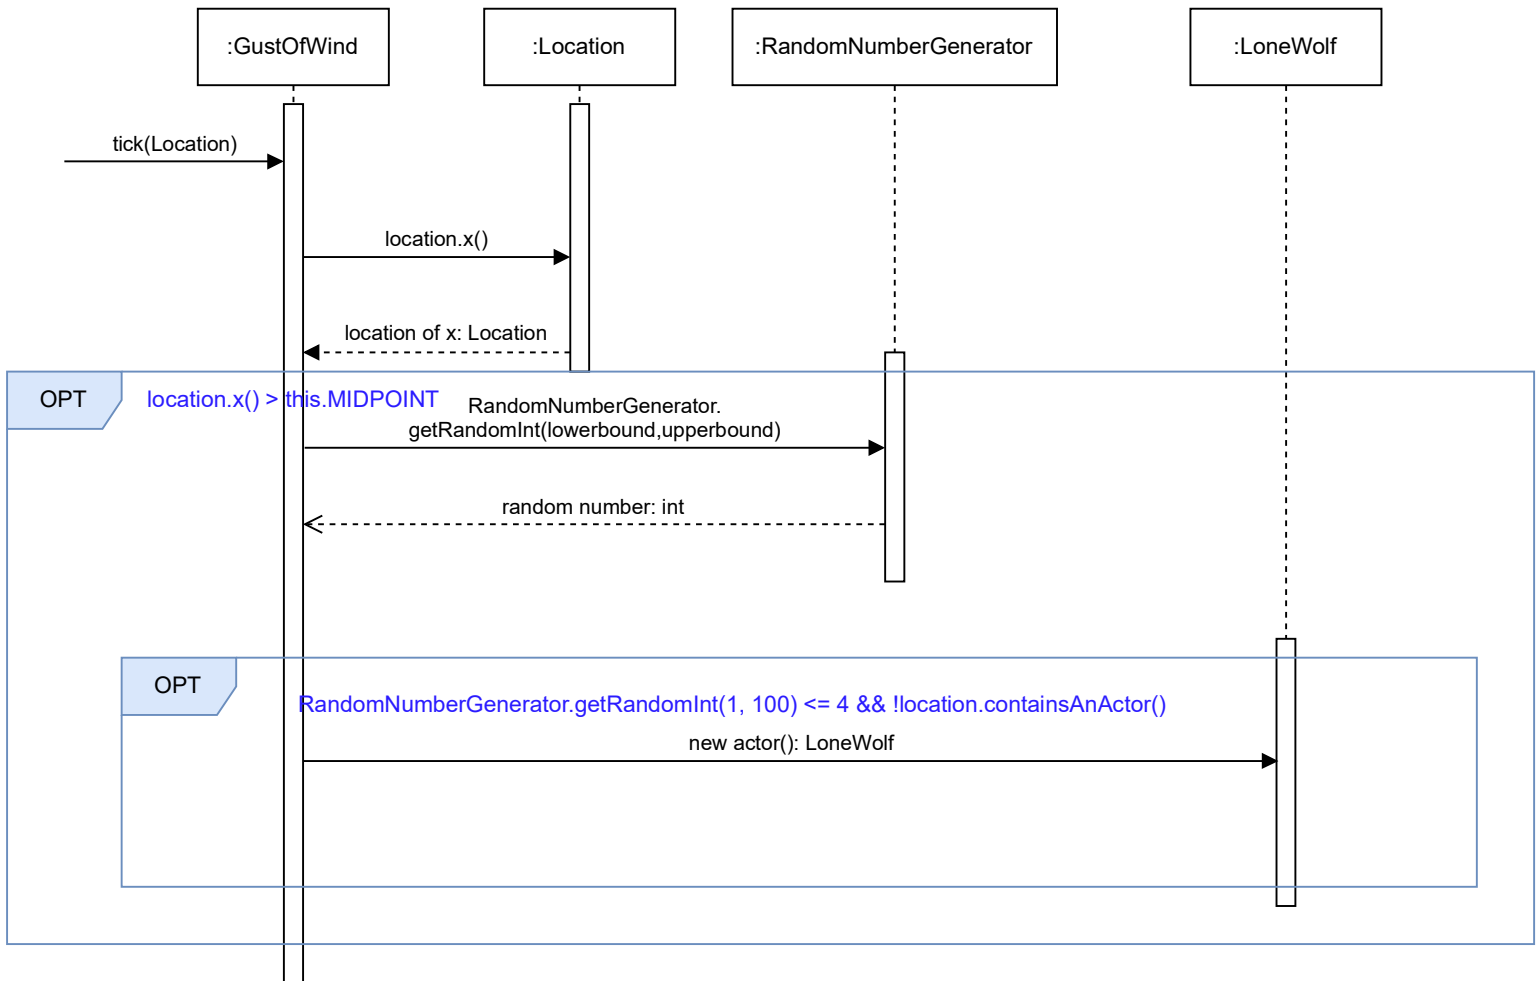 :GustOfWind
:Location
:RandomNumberGenerator
:LoneWolf
tick(Location)
location.x()
location of x: Location
OPT
location.x() > this.MIDPOINT
RandomNumberGenerator.
getRandomInt(lowerbound,upperbound)
random number: int
OPT
RandomNumberGenerator.getRandomInt(1, 100) <= 4 && !location.containsAnActor()
new actor(): LoneWolf